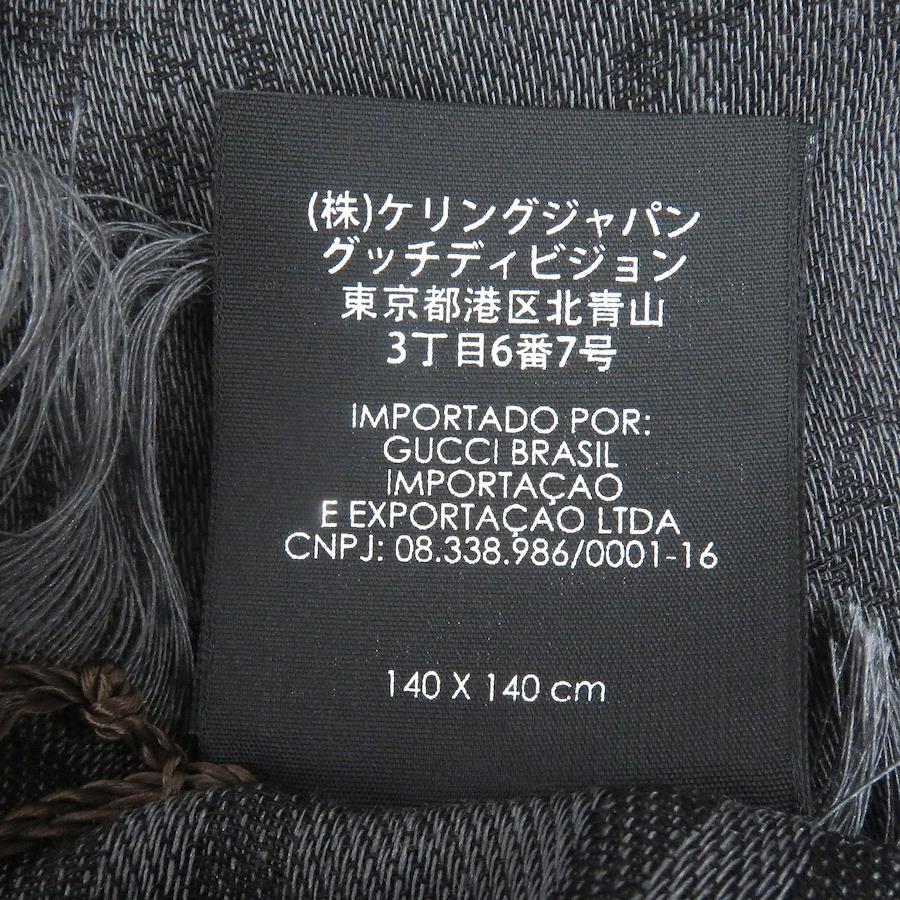 (株)ケリングジャパン
グッチディビジョン
東京都港区北青山
3丁目6番7号
IMPORTADO POR:
GUCCI BRASIL
IMPORTAÇAO
E EXPORTAÇAO LTDA
CNPJ: 08.338.986/0001-16
140 X 140 cm